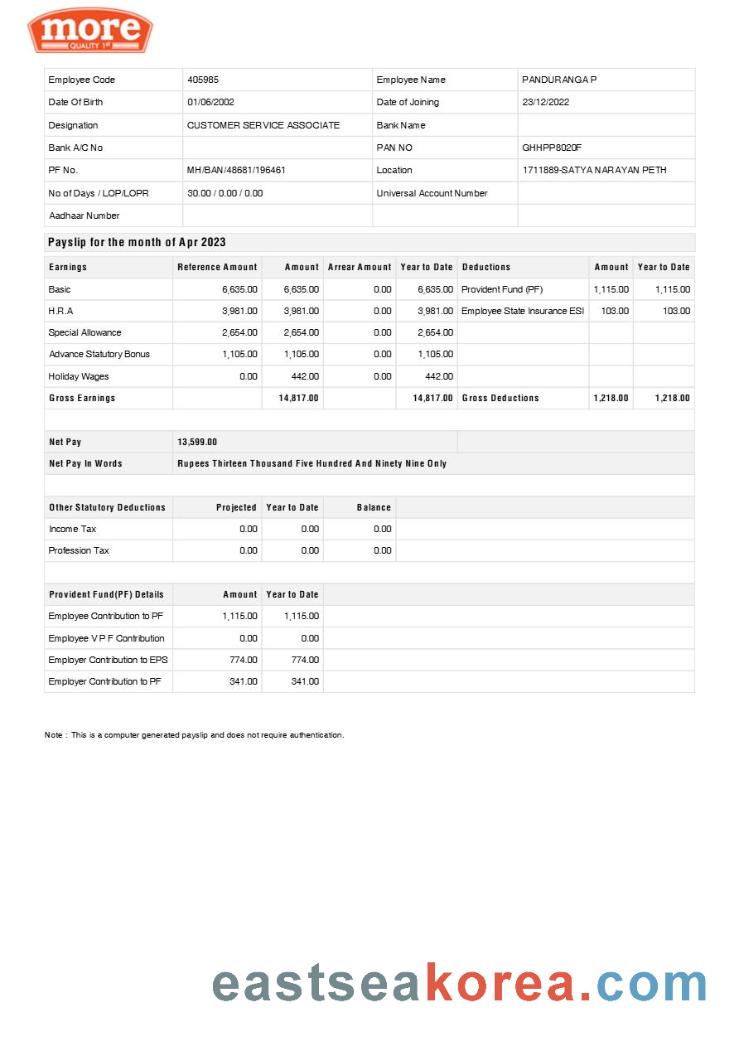 more
QUALITY 1st
Employee Code 405985 Employee Name PANDURANGA P
Date Of Birth 01/06/2002 Date of Joining 23/12/2022
Designation CUSTOMER SERVICE ASSOCIATE Bank Name
Bank A/C No PAN NO GHHPP8020F
PF No. MH/BAN/48681/196461 Location 1711889-SATYA NARAYAN PETH
No of Days / LOP/LOPR 30.00 / 0.00 / 0.00 Universal Account Number
Aadhaar Number
Payslip for the month of Apr 2023
Earnings Reference Amount Amount Arrear Amount Year to Date Deductions Amount Year to Date
Basic 6,635.00 6,635.00 0.00 6,635.00 Provident Fund (PF) 1,115.00 1,115.00
H.R.A 3,981.00 3,981.00 0.00 3,981.00 Employee State Insurance ESI 103.00 103.00
Special Allowance 2,654.00 2,654.00 0.00 2,654.00
Advance Statutory Bonus 1,105.00 1,105.00 0.00 1,105.00
Holiday Wages 0.00 442.00 0.00 442.00
Gross Earnings 14,817.00 14,817.00 Gross Deductions 1,218.00 1,218.00
Net Pay 13,599.00
Net Pay In Words Rupees Thirteen Thousand Five Hundred And Ninety Nine Only
Other Statutory Deductions Projected Year to Date Balance
Income Tax 0.00 0.00 0.00
Profession Tax 0.00 0.00 0.00
Provident Fund(PF) Details Amount Year to Date
Employee Contribution to PF 1,115.00 1,115.00
Employee V P F Contribution 0.00 0.00
Employer Contribution to EPS 774.00 774.00
Employer Contribution to PF 341.00 341.00
Note : This is a computer generated payslip and does not require authentication.
eastseakorea.com